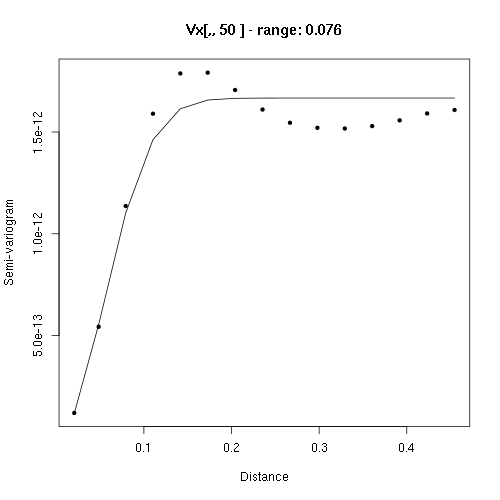 Vx[,, 50 ] - range: 0.076
Semi-variogram
1.5e-12
1.0e-12
5.0e-13
0.1 0.2 0.3 0.4
Distance